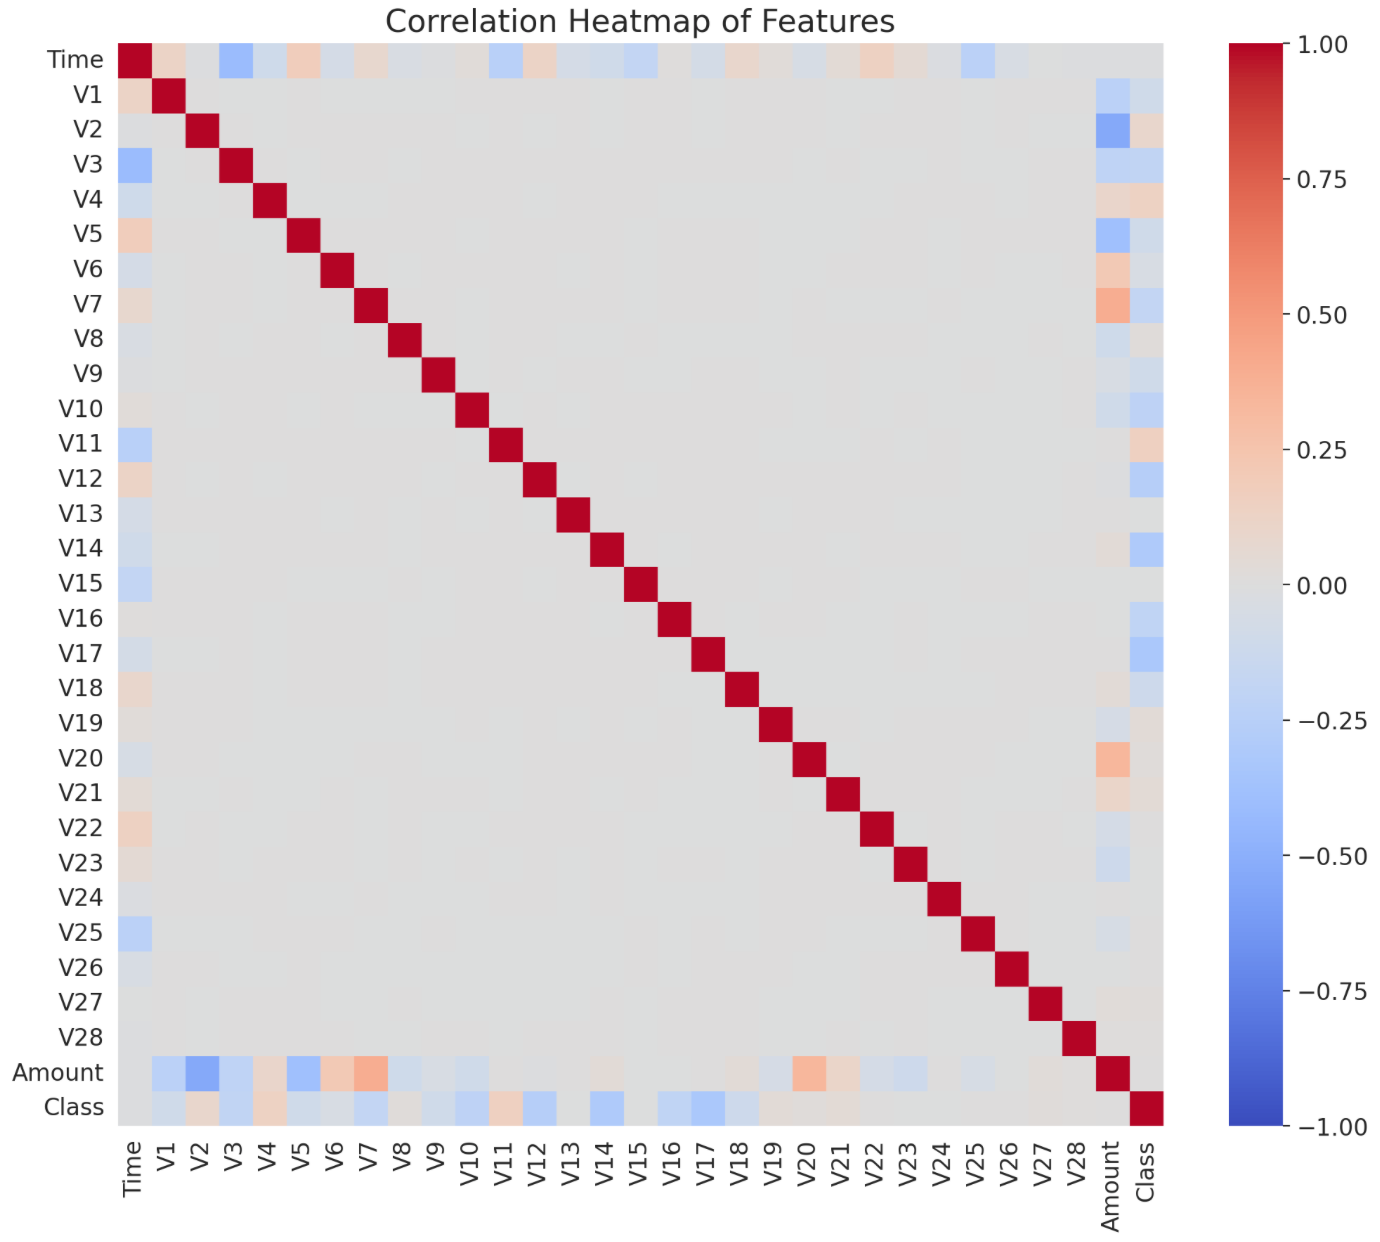 Correlation Heatmap of Features
Time
V1
V2
V3
V4
V5
V6
V7
V8
V9
V10
V11
V12
V13
V14
V15
V16
V17
V18
V19
V20
V21
V22
V23
V24
V25
V26
V27
V28
Amount
Class
Time V1 V2 V3 V4 V5 V6 V7 V8 V9 V10 V11 V12 V13 V14 V15 V16 V17 V18 V19 V20 V21 V22 V23 V24 V25 V26 V27 V28 Amount Class
1.00
0.75
0.50
0.25
0.00
−0.25
−0.50
−0.75
−1.00